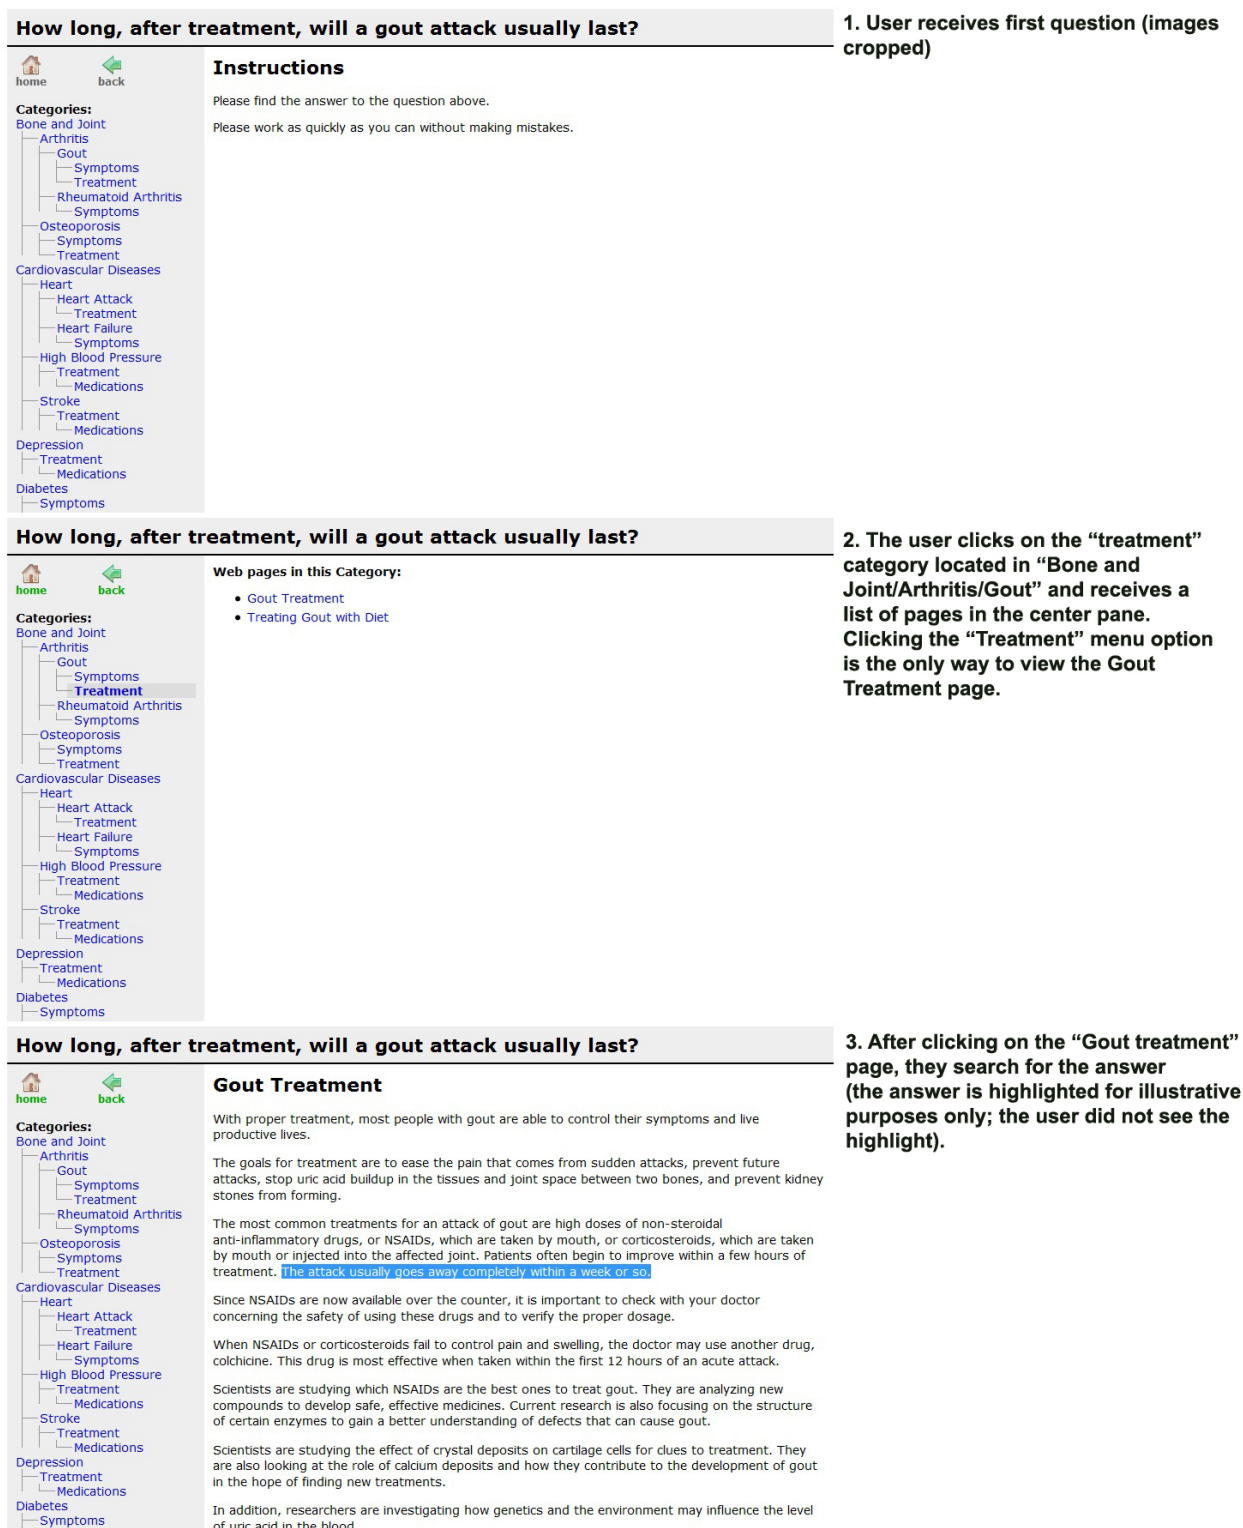 How long, after treatment, will a gout attack usually last?
1. User receives first question (images
cropped)
home back
Categories:
Bone and Joint
Arthritis
Gout
Symptoms
Treatment
Rheumatoid Arthritis
Symptoms
Osteoporosis
Symptoms
Treatment
Cardiovascular Diseases
Heart
Heart Attack
Treatment
Heart Failure
Symptoms
High Blood Pressure
Treatment
Medications
Stroke
Treatment
Medications
Depression
Treatment
Medications
Diabetes
Symptoms
Instructions
Please find the answer to the question above.
Please work as quickly as you can without making mistakes.
How long, after treatment, will a gout attack usually last?
2. The user clicks on the “treatment”
category located in “Bone and
Joint/Arthritis/Gout” and receives a
list of pages in the center pane.
Clicking the “Treatment” menu option
is the only way to view the Gout
Treatment page.
home back
Categories:
Bone and Joint
Arthritis
Gout
Symptoms
Treatment
Rheumatoid Arthritis
Symptoms
Osteoporosis
Symptoms
Treatment
Cardiovascular Diseases
Heart
Heart Attack
Treatment
Heart Failure
Symptoms
High Blood Pressure
Treatment
Medications
Stroke
Treatment
Medications
Depression
Treatment
Medications
Diabetes
Symptoms
Web pages in this Category:
• Gout Treatment
• Treating Gout with Diet
How long, after treatment, will a gout attack usually last?
3. After clicking on the “Gout treatment”
page, they search for the answer
(the answer is highlighted for illustrative
purposes only; the user did not see the
highlight).
home back
Categories:
Bone and Joint
Arthritis
Gout
Symptoms
Treatment
Rheumatoid Arthritis
Symptoms
Osteoporosis
Symptoms
Treatment
Cardiovascular Diseases
Heart
Heart Attack
Treatment
Heart Failure
Symptoms
High Blood Pressure
Treatment
Medications
Stroke
Treatment
Medications
Depression
Treatment
Medications
Diabetes
Symptoms
Gout Treatment
With proper treatment, most people with gout are able to control their symptoms and live
productive lives.
The goals for treatment are to ease the pain that comes from sudden attacks, prevent future
attacks, stop uric acid buildup in the tissues and joint space between two bones, and prevent kidney
stones from forming.
The most common treatments for an attack of gout are high doses of non-steroidal
anti-inflammatory drugs, or NSAIDs, which are taken by mouth, or corticosteroids, which are taken
by mouth or injected into the affected joint. Patients often begin to improve within a few hours of
treatment. The attack usually goes away completely within a week or so.
Since NSAIDs are now available over the counter, it is important to check with your doctor
concerning the safety of using these drugs and to verify the proper dosage.
When NSAIDs or corticosteroids fail to control pain and swelling, the doctor may use another drug,
colchicine. This drug is most effective when taken within the first 12 hours of an acute attack.
Scientists are studying which NSAIDs are the best ones to treat gout. They are analyzing new
compounds to develop safe, effective medicines. Current research is also focusing on the structure
of certain enzymes to gain a better understanding of defects that can cause gout.
Scientists are studying the effect of crystal deposits on cartilage cells for clues to treatment. They
are also looking at the role of calcium deposits and how they contribute to the development of gout
in the hope of finding new treatments.
In addition, researchers are investigating how genetics and the environment may influence the level
of uric acid in the blood.